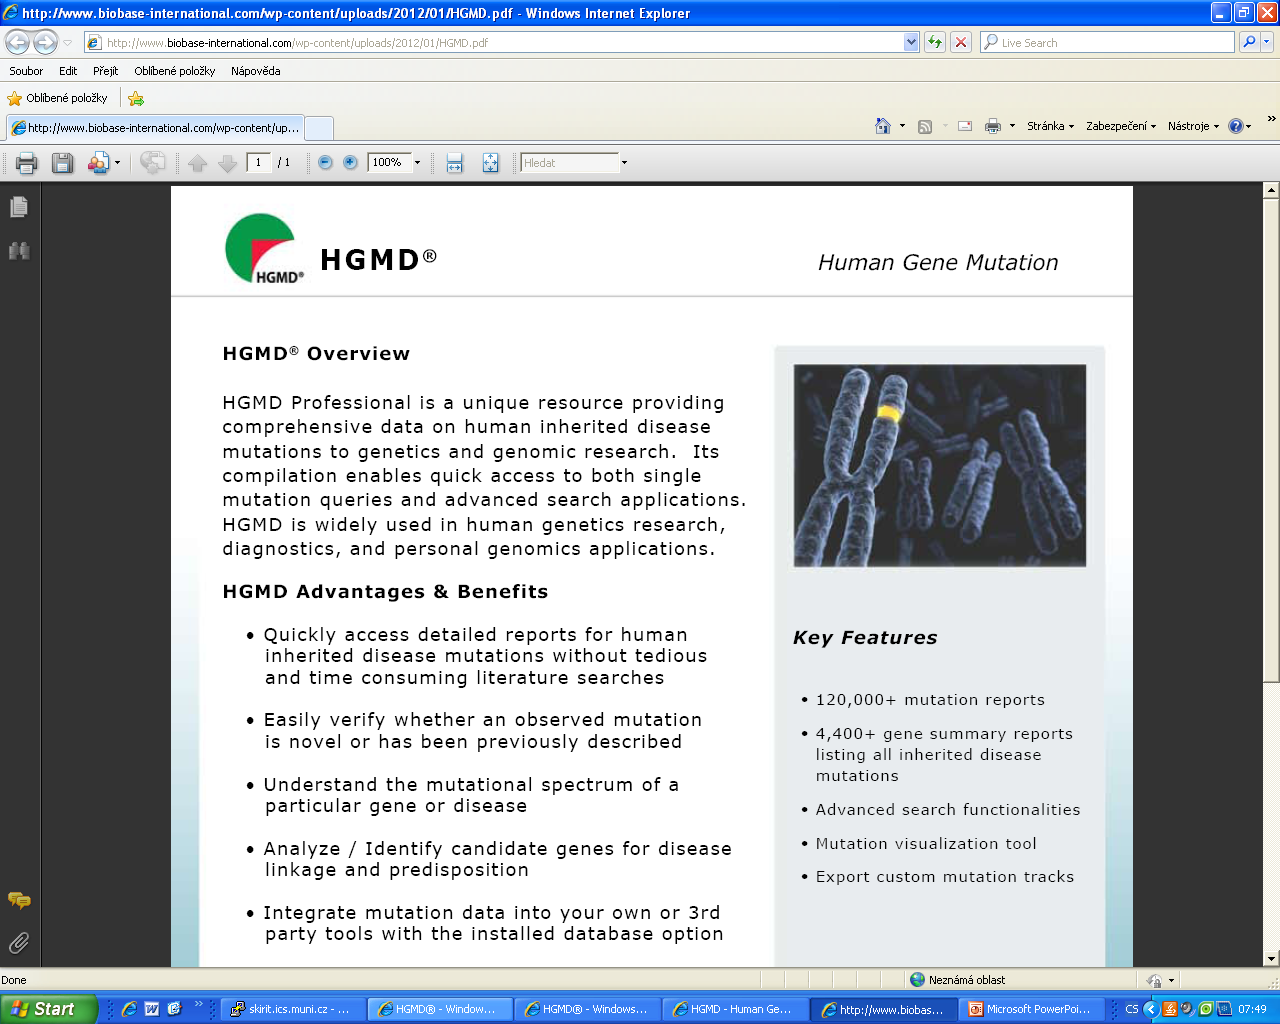 http://www.biobase-international.com/wp-content/uploads/2012/01/HGMD.pdf - Windows Internet Explorer
http://www.biobase-international.com/wp-content/uploads/2012/01/HGMD.pdf
Live Search
Soubor Edit Přejít Oblíbené položky Nápověda
Oblíbené položky
http://www.biobase-international.com/wp-content/up...
Stránka Zabezpečení Nástroje
1 / 1 100% Hledat
HGMD®
HGMD®
Human Gene Mutation
HGMD® Overview
HGMD Professional is a unique resource providing
comprehensive data on human inherited disease
mutations to genetics and genomic research. Its
compilation enables quick access to both single
mutation queries and advanced search applications.
HGMD is widely used in human genetics research,
diagnostics, and personal genomics applications.
HGMD Advantages & Benefits
• Quickly access detailed reports for human
inherited disease mutations without tedious
and time consuming literature searches
• Easily verify whether an observed mutation
is novel or has been previously described
• Understand the mutational spectrum of a
particular gene or disease
• Analyze / Identify candidate genes for disease
linkage and predisposition
• Integrate mutation data into your own or 3rd
party tools with the installed database option
Key Features
• 120,000+ mutation reports
• 4,400+ gene summary reports
listing all inherited disease
mutations
• Advanced search functionalities
• Mutation visualization tool
• Export custom mutation tracks
Done
Neznámá oblast
Start
skirit.ics.muni.cz - ...
HGMD® - Window...
HGMD® - Windows...
HGMD - Human Ge...
http://www.biobas...
Microsoft PowerPoi...
CS
07:49